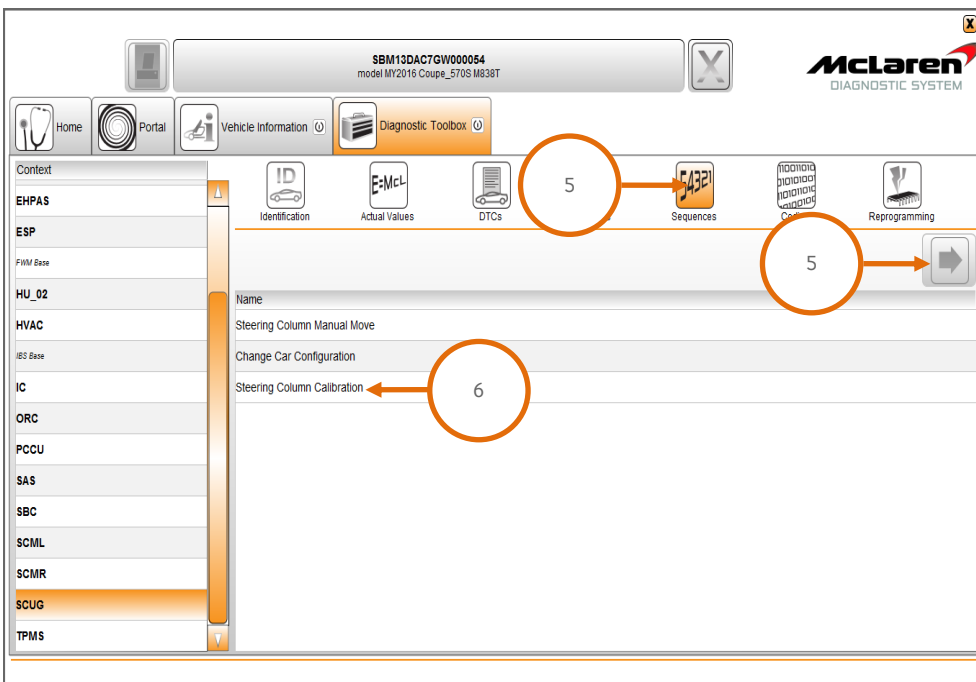 X
SBM13DAC7GW000054
model MY2016 Coupe_570S M838T
X
McLaren
DIAGNOSTIC SYSTEM
Home
Portal
Vehicle Information
Diagnostic Toolbox
Context
EHPAS
ESP
FWM Base
HU_02
HVAC
IBS Base
IC
ORC
PCCU
SAS
SBC
SCML
SCMR
SCUG
TPMS
ID
Identification
E=McL
Actual Values
DTCs
5
54321
Sequences
Reprogramming
5
Name
Steering Column Manual Move
Change Car Configuration
Steering Column Calibration
6